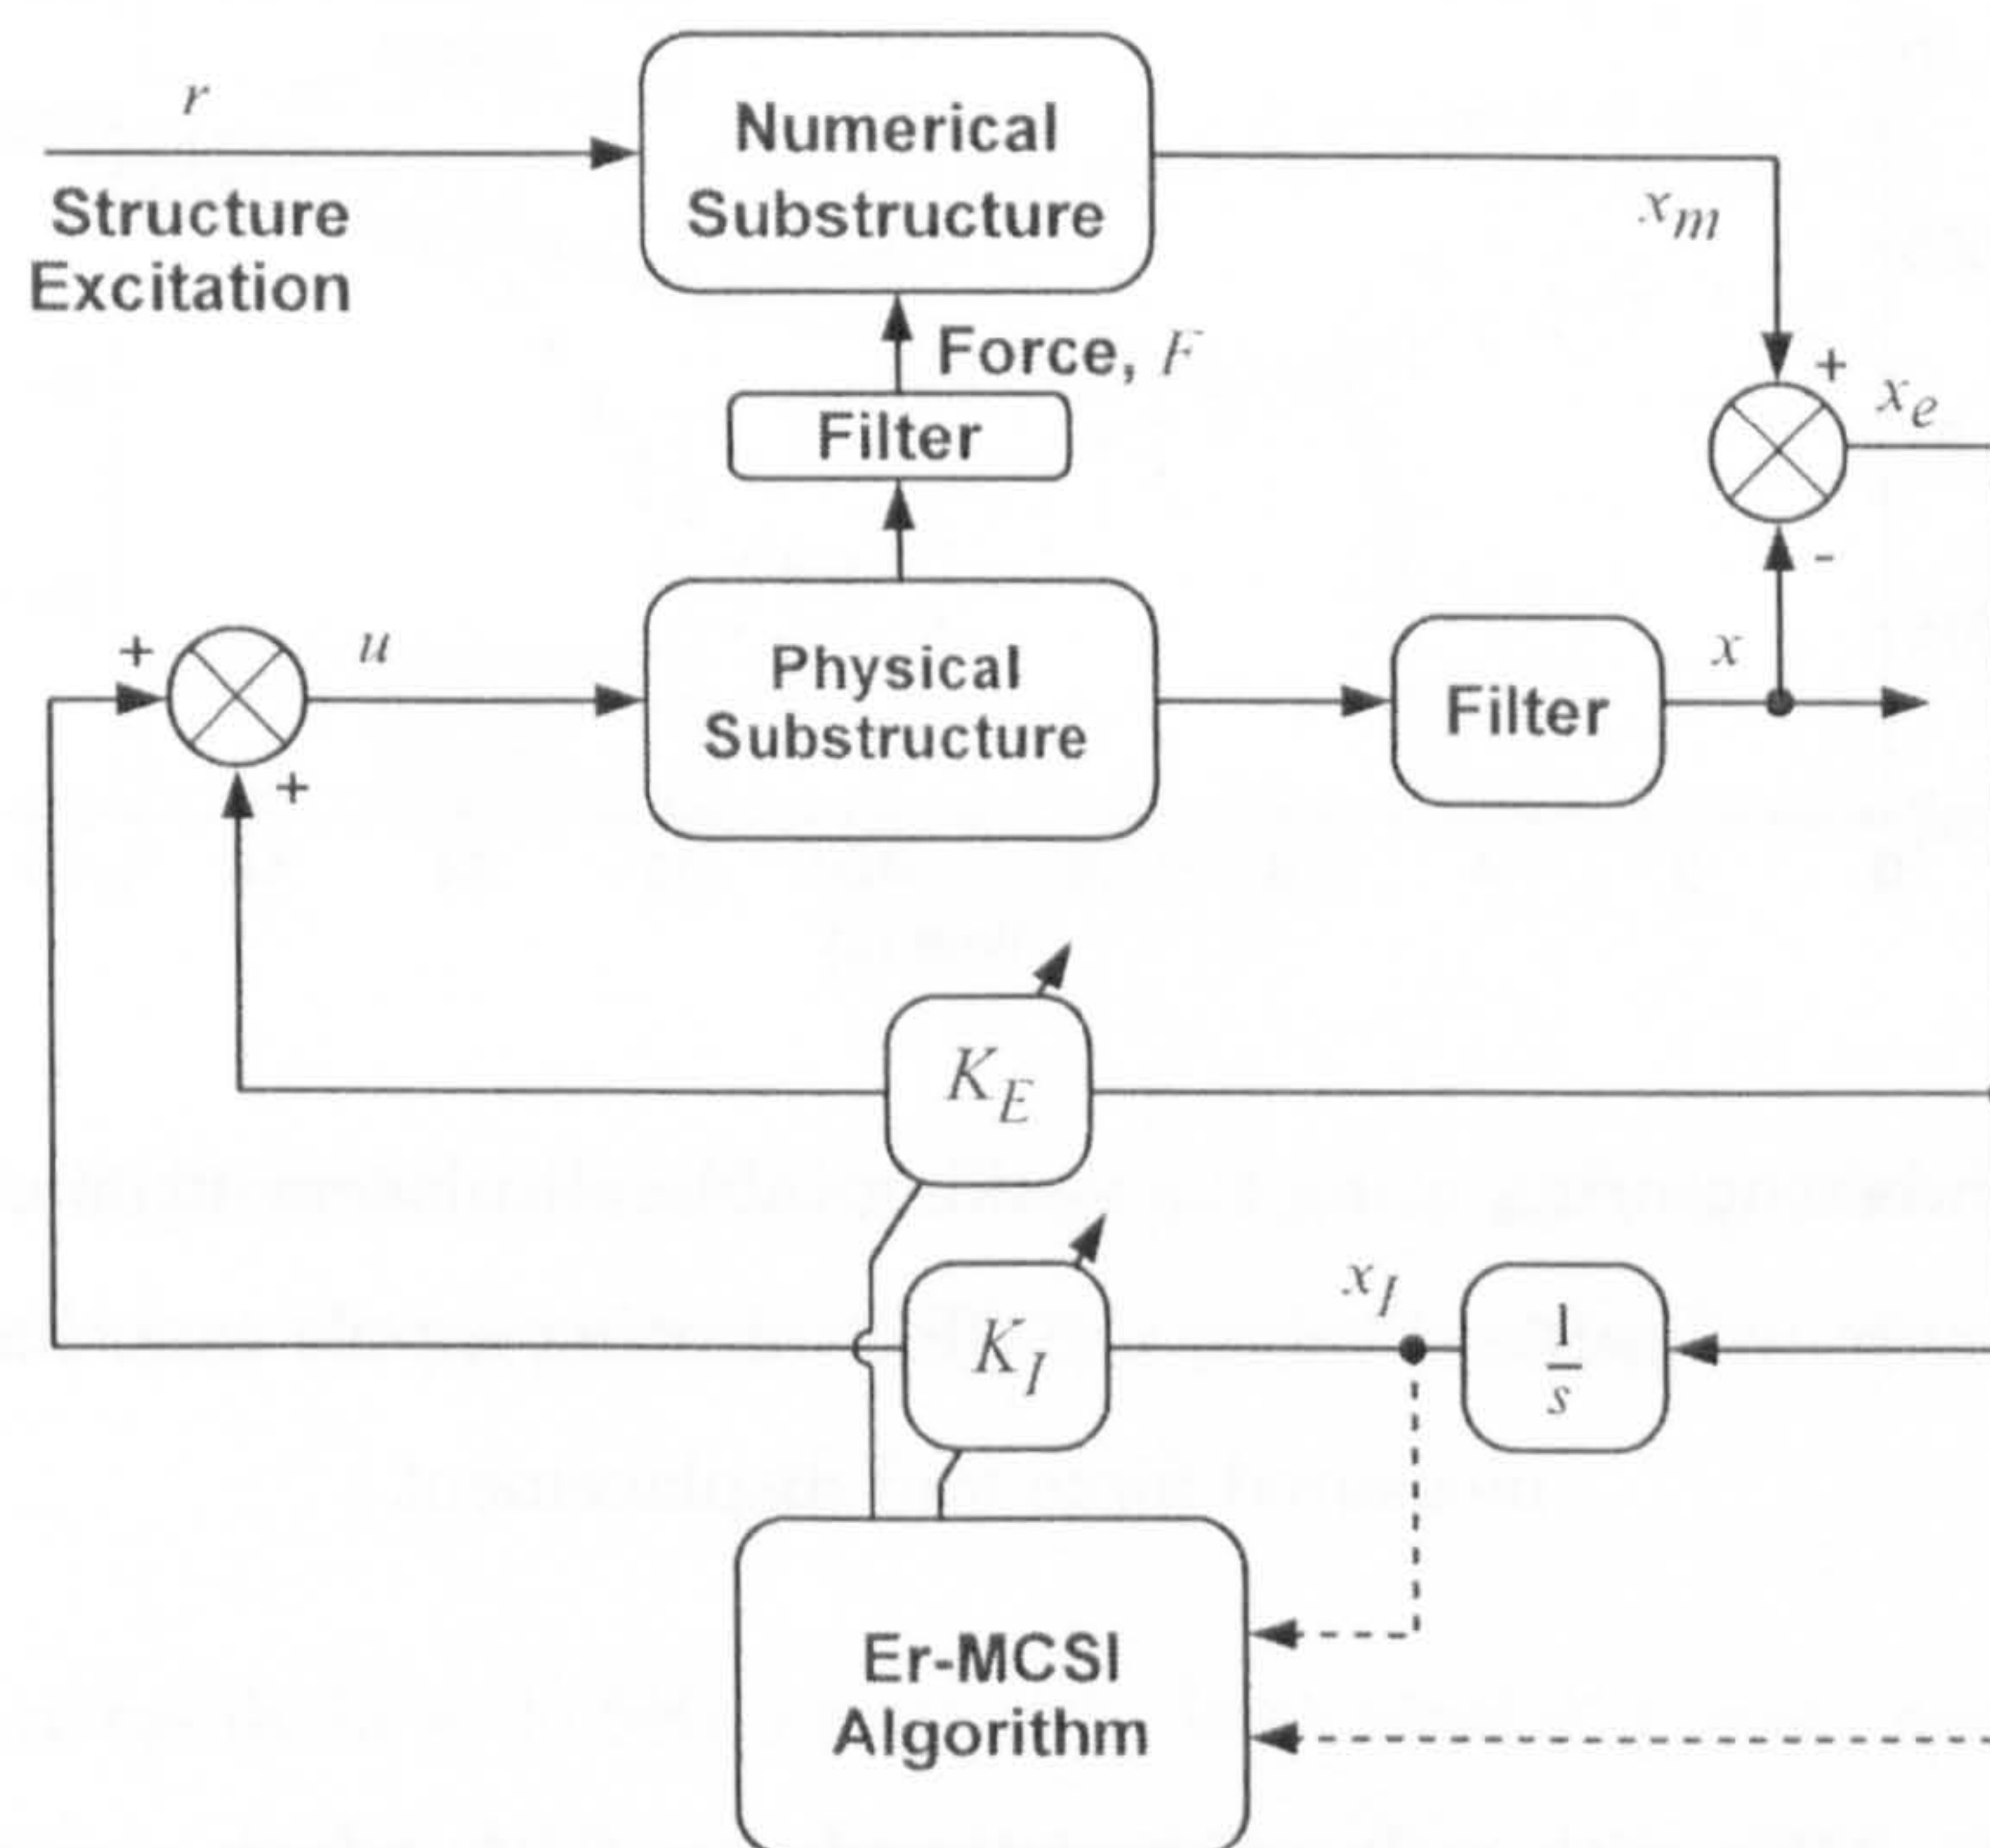 r
Numerical
Substructure
Structure
Excitation
x_m
Force, F
+
x_e
Filter
-
+
u
Physical
Substructure
Filter
x
+
K_E
x_I
K_I
1
s
Er-MCSI
Algorithm